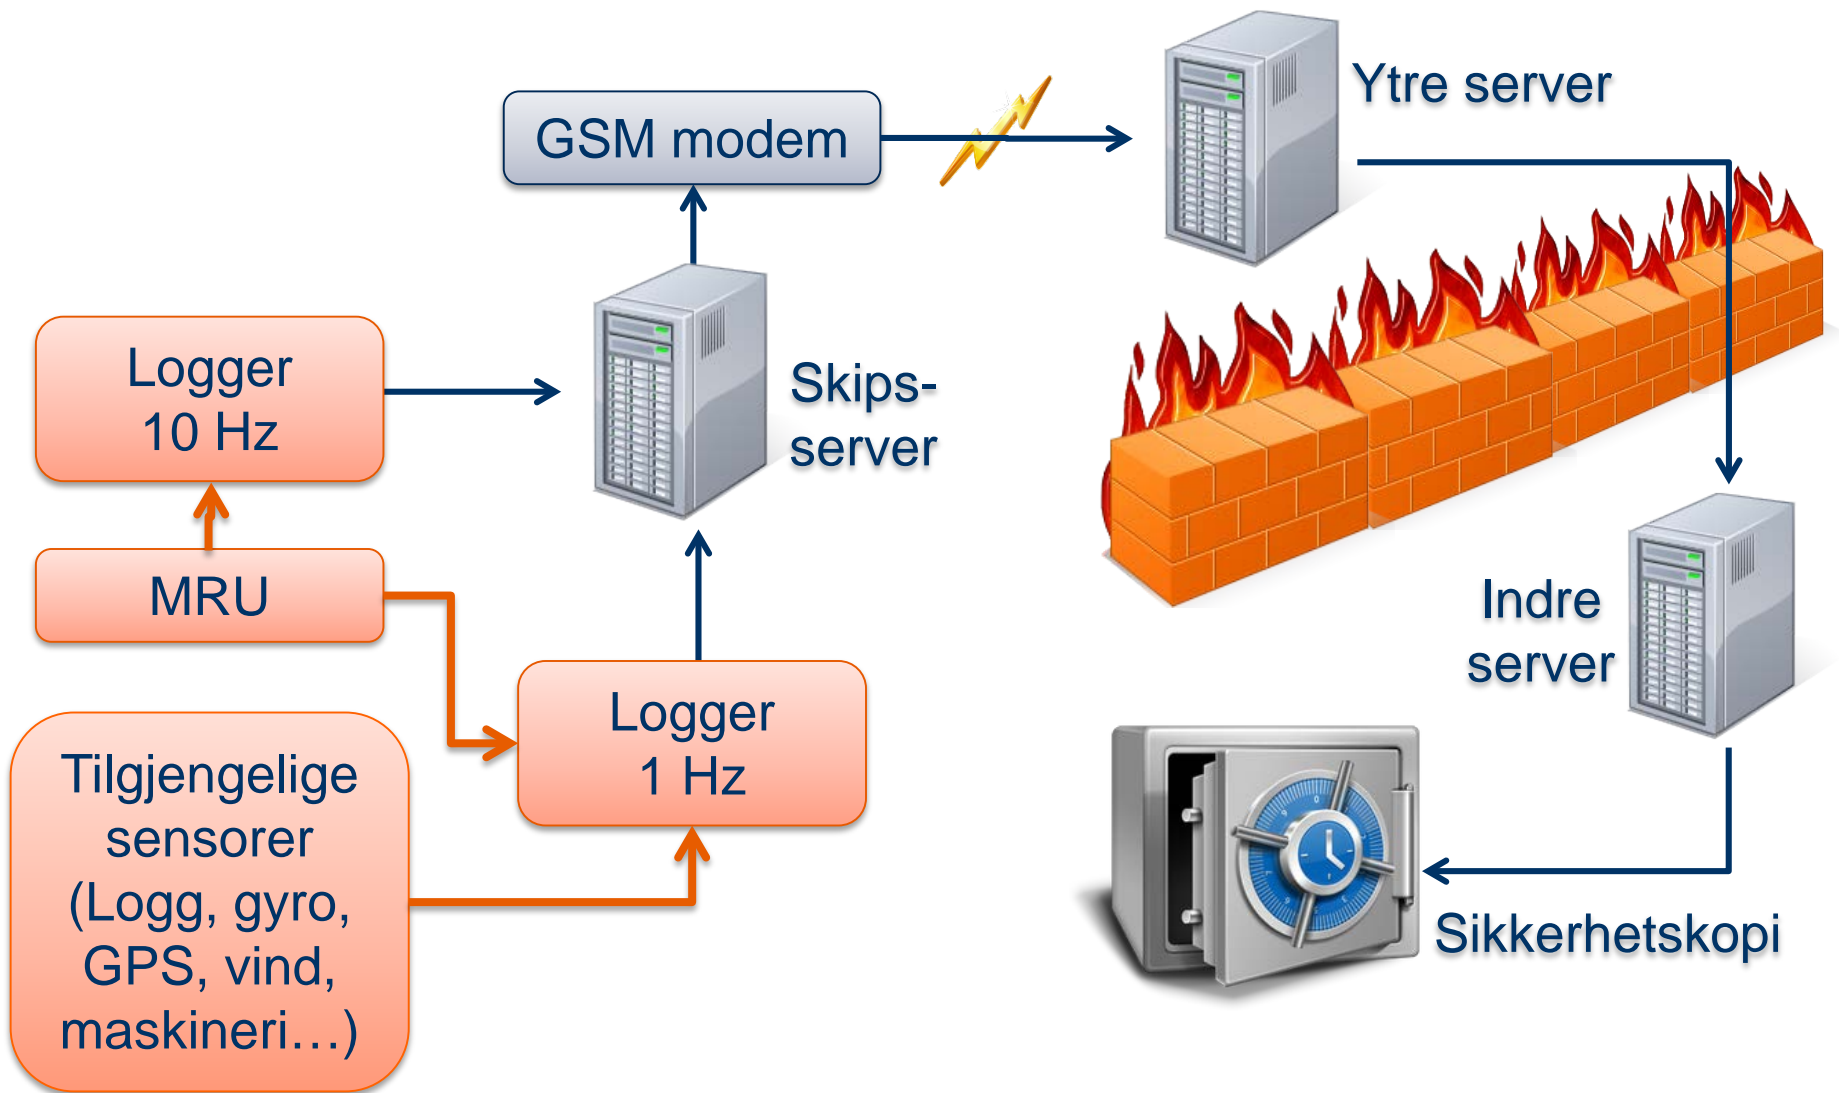 GSM modem
Ytre server
Logger
10 Hz
Skips-
server
MRU
Indre
server
Logger
1 Hz
Tilgjengelige
sensorer
(Logg, gyro,
GPS, vind,
maskineri…)
Sikkerhetskopi